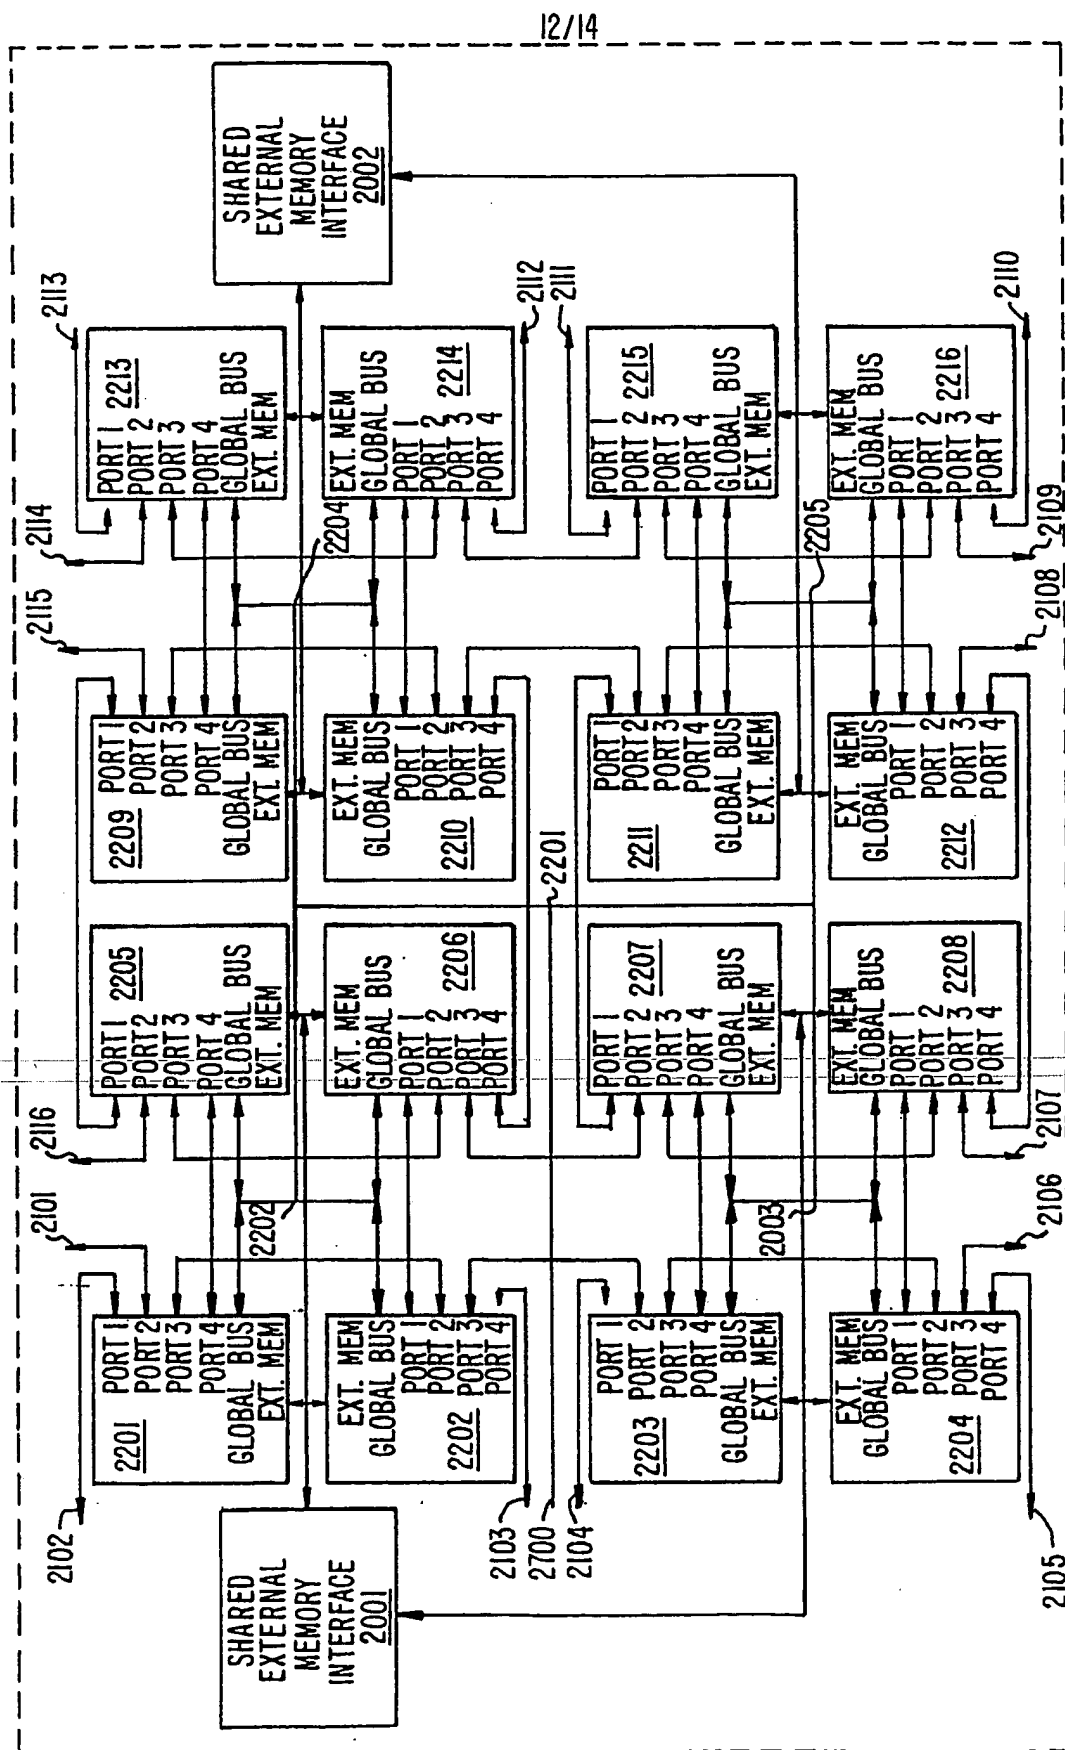 12/14
SHARED
EXTERNAL
MEMORY
INTERFACE
2002
2113
2112
2111
2110
PORT 1
PORT 2
PORT 3
PORT 4
GLOBAL BUS
EXT. MEM
2213
EXT. MEM
GLOBAL BUS
PORT 1
PORT 2
PORT 3
PORT 4
2214
PORT 1
PORT 2
PORT 3
PORT 4
GLOBAL BUS
EXT. MEM
2215
EXT. MEM
GLOBAL BUS
PORT 1
PORT 2
PORT 3
PORT 4
2216
2114
2204
2205
2109
2115
2108
PORT 1
PORT 2
PORT 3
PORT 4
GLOBAL BUS
EXT. MEM
2209
EXT. MEM
GLOBAL BUS
PORT 1
PORT 2
PORT 3
PORT 4
2210
PORT 1
PORT 2
PORT 3
PORT 4
GLOBAL BUS
EXT. MEM
2211
EXT. MEM
GLOBAL BUS
PORT 1
PORT 2
PORT 3
PORT 4
2212
2201
PORT 1
PORT 2
PORT 3
PORT 4
GLOBAL BUS
EXT. MEM
2205
EXT. MEM
GLOBAL BUS
PORT 1
PORT 2
PORT 3
PORT 4
2206
PORT 1
PORT 2
PORT 3
PORT 4
GLOBAL BUS
EXT. MEM
2207
EXT. MEM
GLOBAL BUS
PORT 1
PORT 2
PORT 3
PORT 4
2208
2116
2107
2101
2202
2003
2106
PORT 1
PORT 2
PORT 3
PORT 4
GLOBAL BUS
EXT. MEM
2201
EXT. MEM
GLOBAL BUS
PORT 1
PORT 2
PORT 3
PORT 4
2202
PORT 1
PORT 2
PORT 3
PORT 4
GLOBAL BUS
EXT. MEM
2203
EXT. MEM
GLOBAL BUS
PORT 1
PORT 2
PORT 3
PORT 4
2204
2102
2103
2700
2104
2105
SHARED
EXTERNAL
MEMORY
INTERFACE
2001